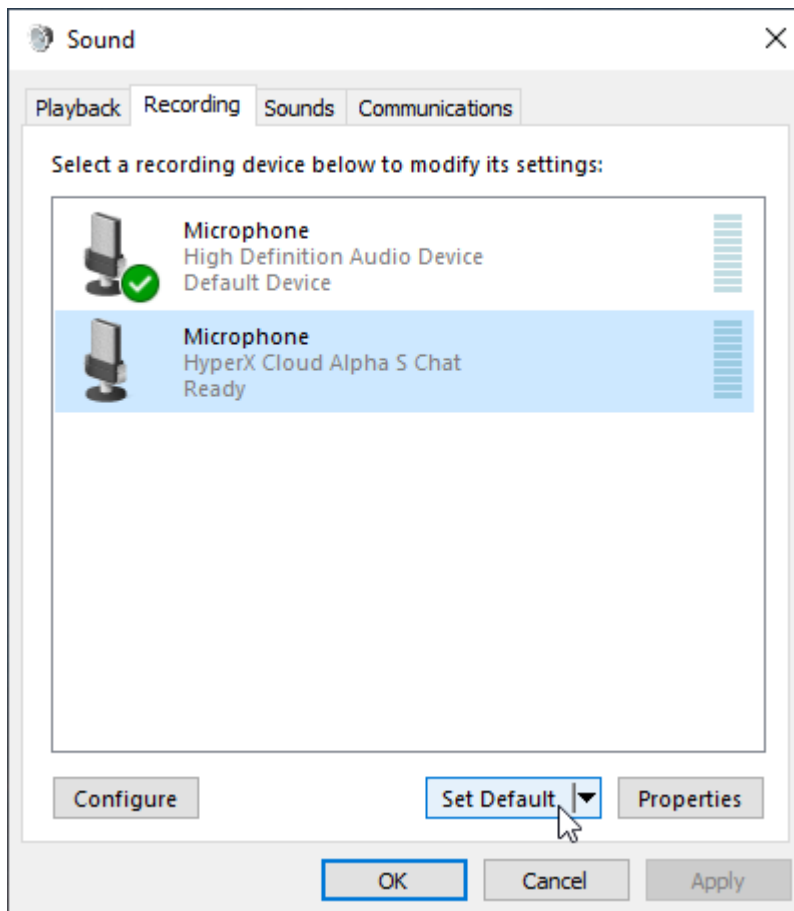 Sound
Playback Recording Sounds Communications
Select a recording device below to modify its settings:
Microphone
High Definition Audio Device
Default Device
Microphone
HyperX Cloud Alpha S Chat
Ready
Configure Set Default Properties
OK Cancel Apply